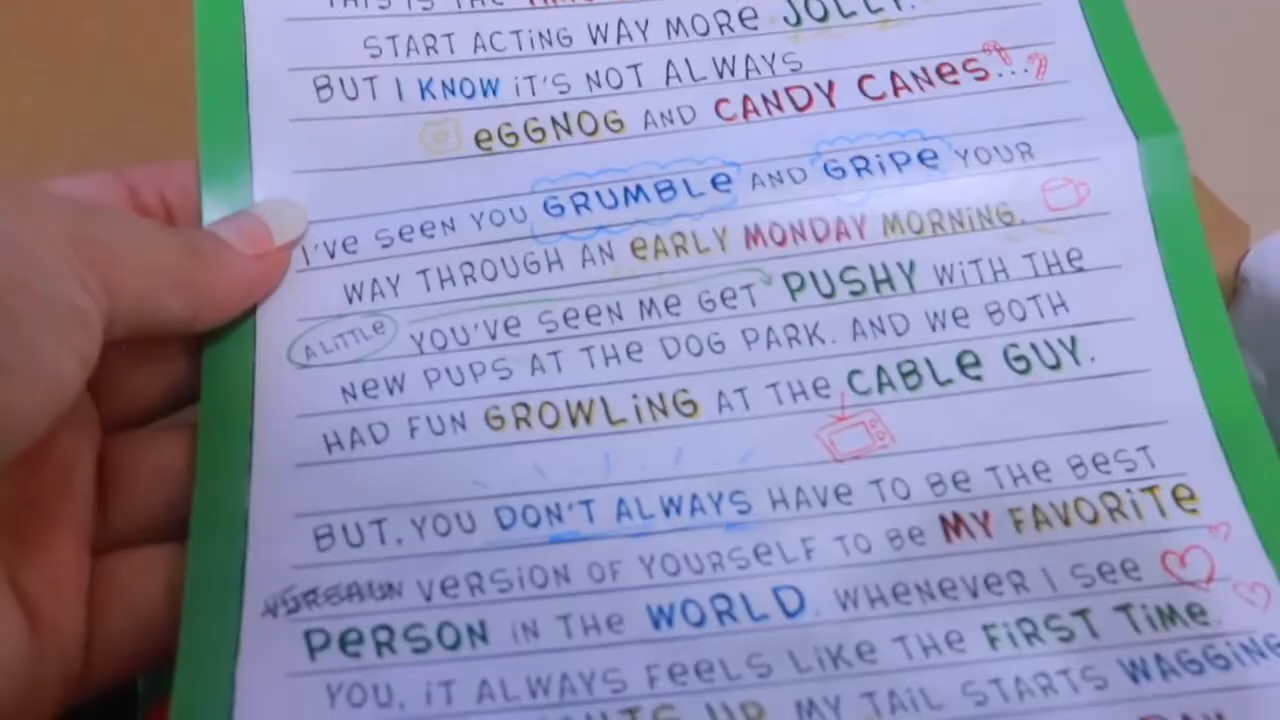 THIS IS THE
START ACTING WAY MORE JOLLY.
BUT I KNOW IT'S NOT ALWAYS
EGGNOG AND CANDY CANES...
I'VE SEEN YOU GRUMBLE AND GRIPE YOUR
WAY THROUGH AN EARLY MONDAY MORNING.
A LITTLE
YOU'VE SEEN ME GET PUSHY WITH THE
NEW PUPS AT THE DOG PARK. AND WE BOTH
HAD FUN GROWLING AT THE CABLE GUY.
BUT, YOU DON'T ALWAYS HAVE TO BE THE BEST
VERSION OF YOURSELF TO BE MY FAVORITE
PERSON IN THE WORLD. WHENEVER I SEE
YOU, IT ALWAYS FEELS LIKE THE FIRST TIME.
UP MY TAIL STARTS WAGGING